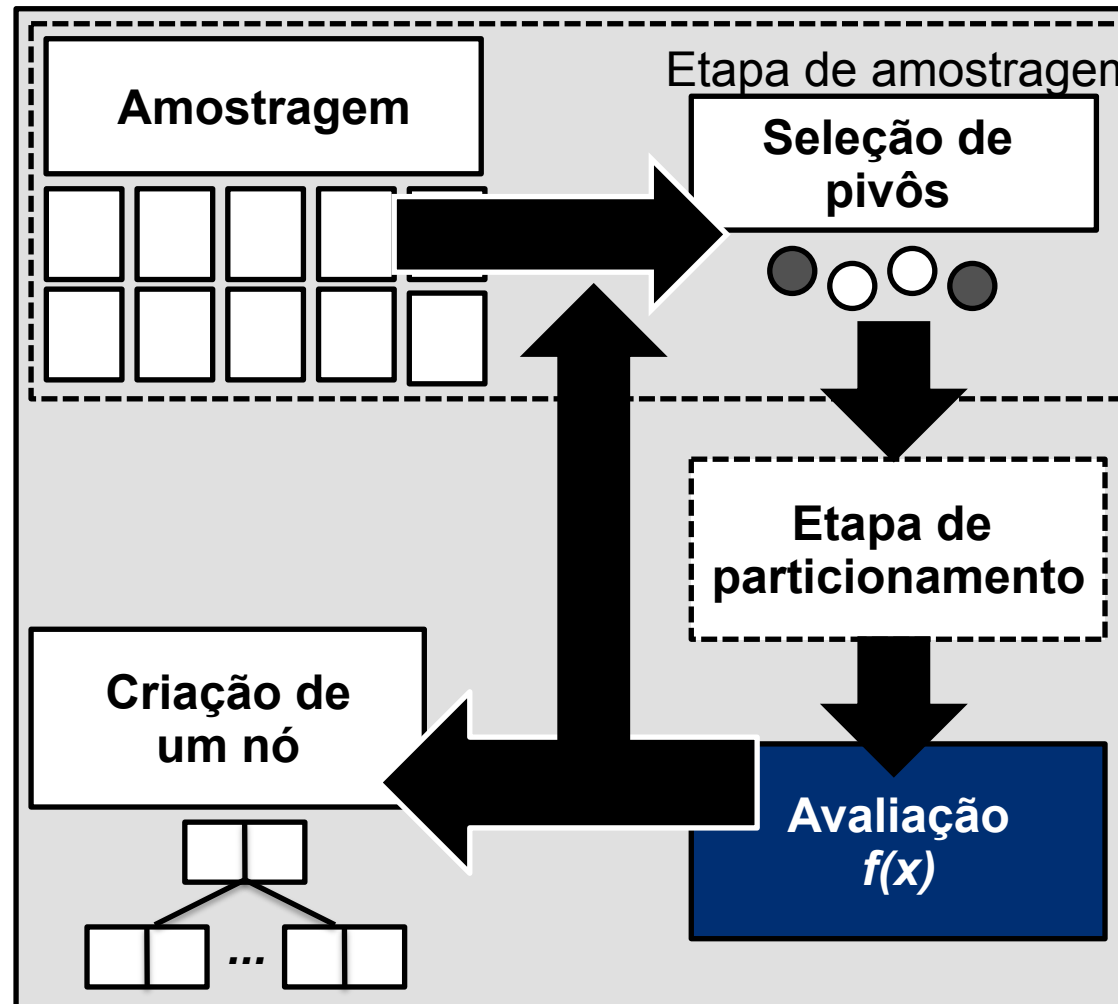 Etapa de amostragem
Amostragem
Seleção de
pivôs
Etapa de
particionamento
Avaliação
f(x)
Criação de
um nó
...